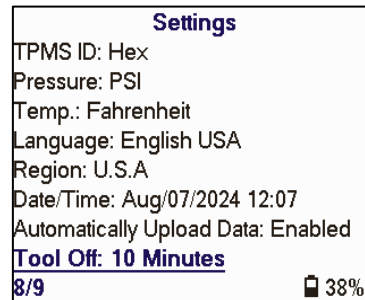 Settings
TPMS ID: Hex
Pressure: PSI
Temp.: Fahrenheit
Language: English USA
Region: U.S.A
Date/Time: Aug/07/2024 12:07
Automatically Upload Data: Enabled
Tool Off: 10 Minutes
8/9 38%